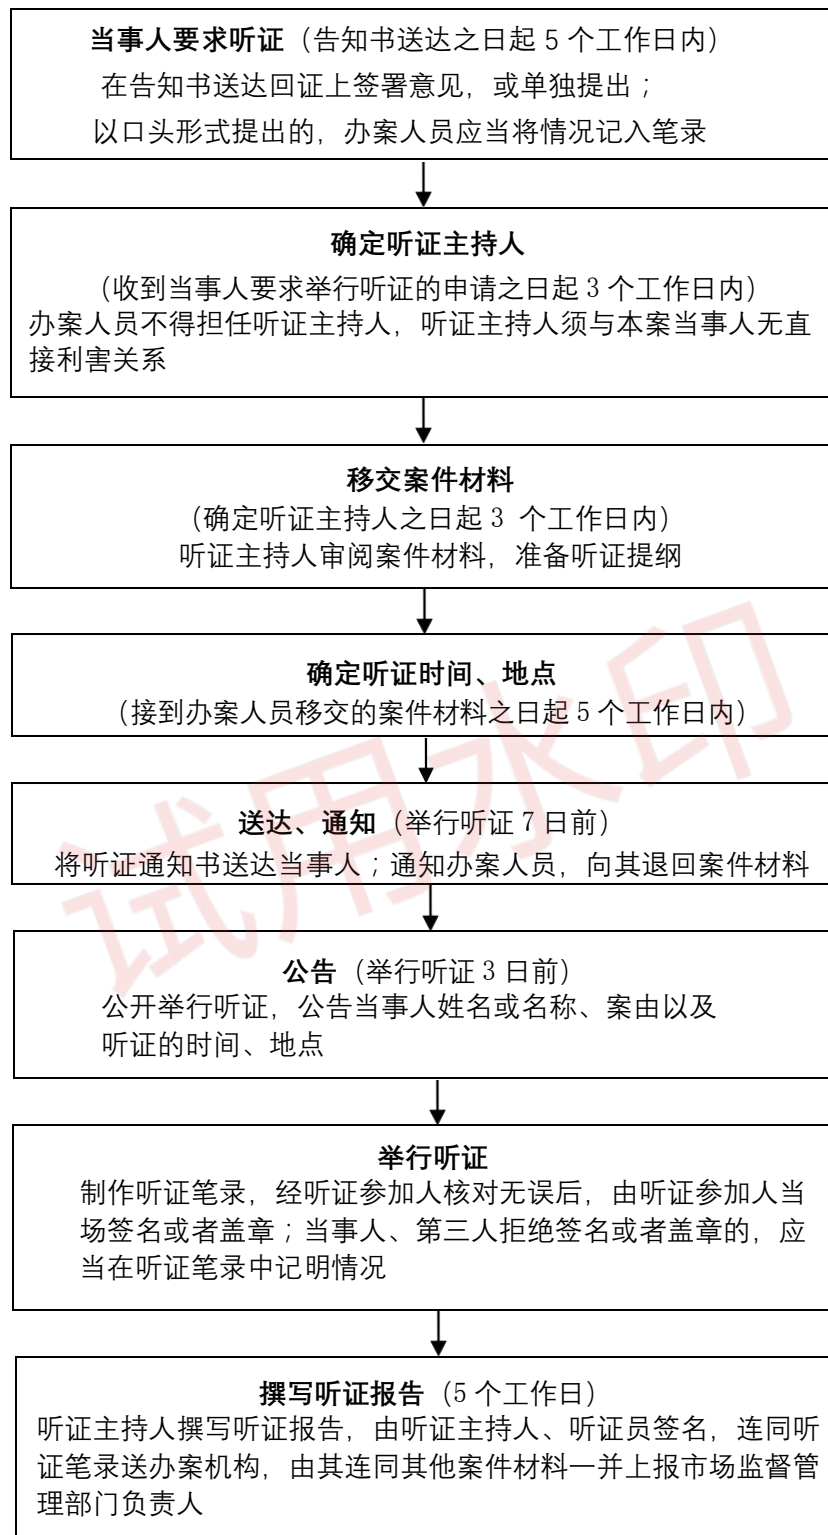 当事人要求听证（告知书送达之日起 5 个工作日内）
在告知书送达回证上签署意见，或单独提出；
以口头形式提出的，办案人员应当将情况记入笔录
确定听证主持人
（收到当事人要求举行听证的申请之日起 3 个工作日内）
办案人员不得担任听证主持人，听证主持人须与本案当事人无直
接利害关系
移交案件材料
（确定听证主持人之日起 3 个工作日内）
听证主持人审阅案件材料，准备听证提纲
确定听证时间、地点
（接到办案人员移交的案件材料之日起 5 个工作日内）
送达、通知（举行听证 7 日前）
将听证通知书送达当事人；通知办案人员，向其退回案件材料
公告（举行听证 3 日前）
公开举行听证，公告当事人姓名或名称、案由以及
听证的时间、地点
举行听证
制作听证笔录，经听证参加人核对无误后，由听证参加人当
场签名或者盖章；当事人、第三人拒绝签名或者盖章的，应
当在听证笔录中记明情况
撰写听证报告（5 个工作日）
听证主持人撰写听证报告，由听证主持人、听证员签名，连同听
证笔录送办案机构，由其连同其他案件材料一并上报市场监督管
理部门负责人
试用水印